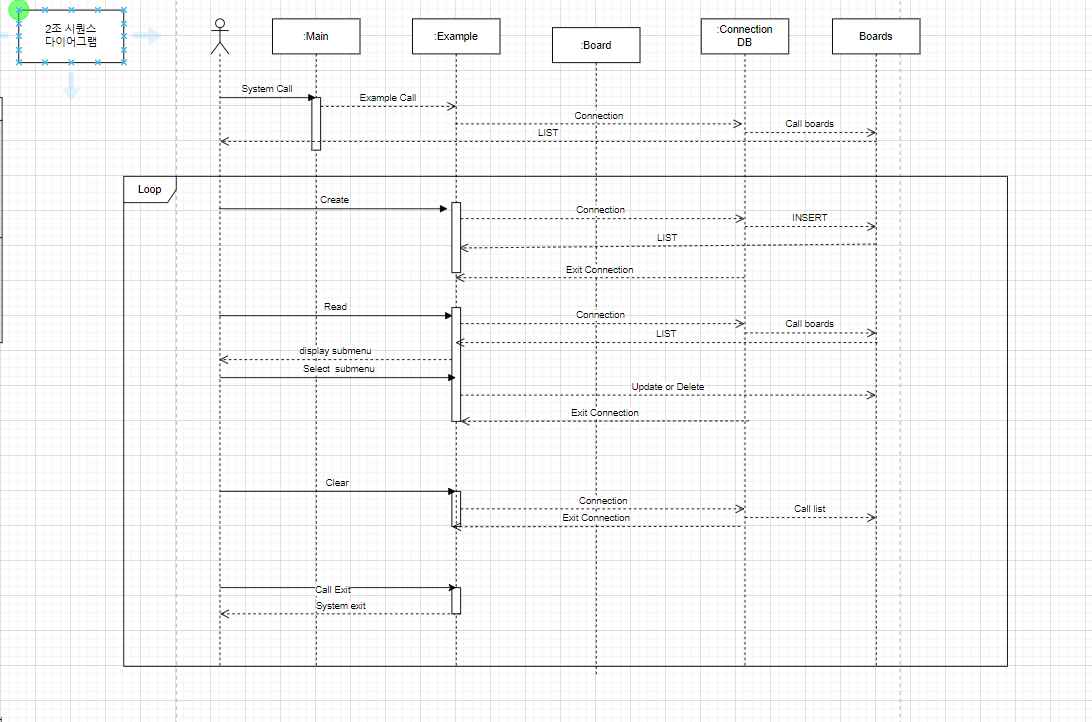 2조 시퀀스
다이어그램
:Main
:Example
:Board
:Connection
DB
Boards
System Call
Example Call
Connection
Call boards
LIST
Loop
Create
Connection
INSERT
LIST
Exit Connection
Read
Connection
Call boards
LIST
display submenu
Select submenu
Update or Delete
Exit Connection
Clear
Connection
Call list
Exit Connection
Call Exit
System exit